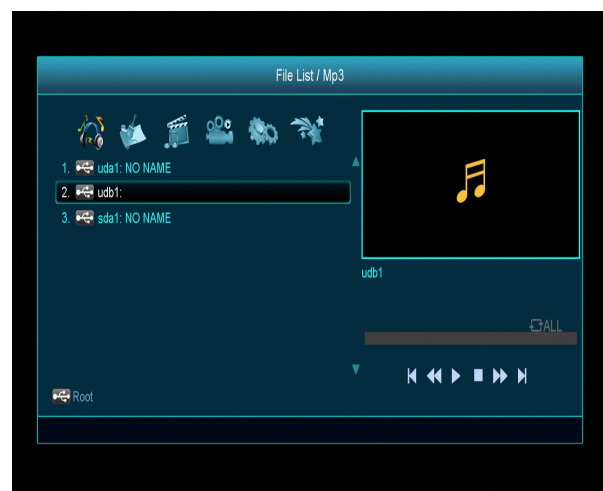 File List / Mp3
1. uda1: NO NAME
2. udb1:
3. sda1: NO NAME
udb1
ALL
Root